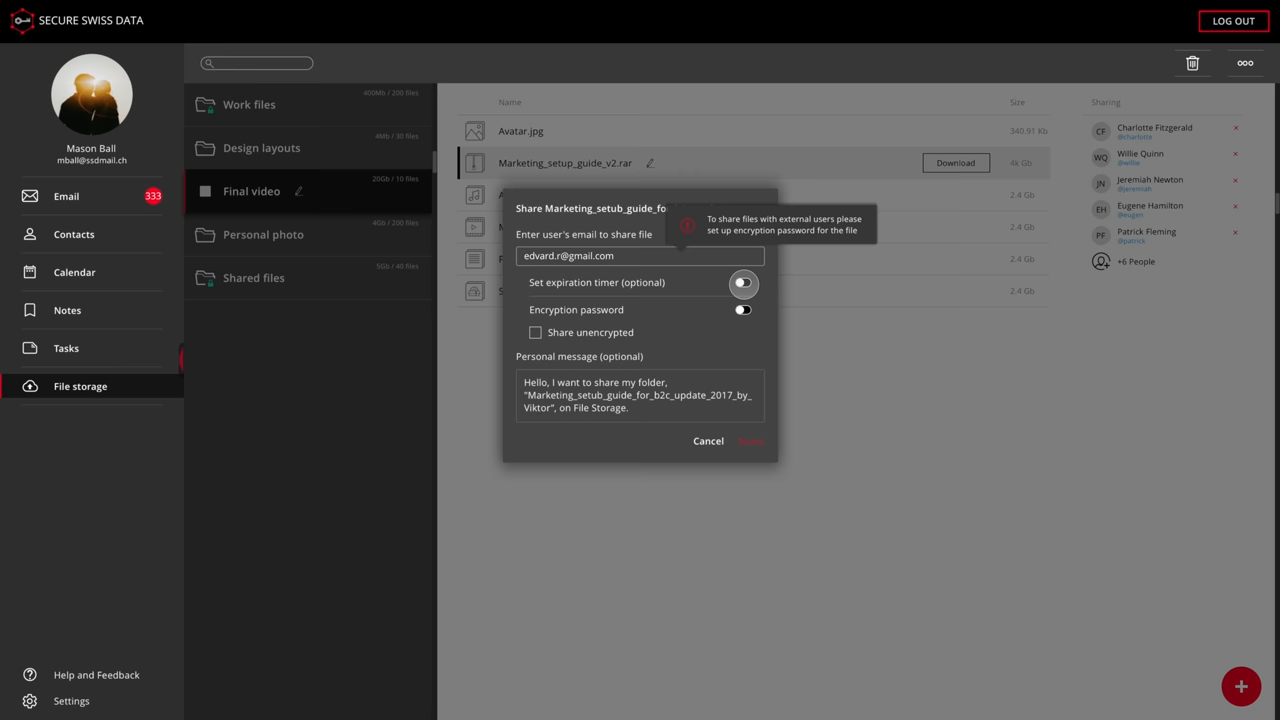 SECURE SWISS DATA
LOG OUT
Mason Ball
mball@ssdmail.ch
Email
333
Contacts
Calendar
Notes
Tasks
File storage
Help and Feedback
Settings
400Mb / 200 files
Work files
4Mb / 30 files
Design layouts
20Gb / 10 files
Final video
4Gb / 200 files
Personal photo
5Gb / 40 files
Shared files
Name
Size
Avatar.jpg
340.91 Kb
Marketing_setup_guide_v2.rar
Download
4k Gb
2.4 Gb
2.4 Gb
2.4 Gb
2.4 Gb
Share Marketing_setub_guide_fo
To share files with external users please
set up encryption password for the file
Enter user's email to share file
edvard.r@gmail.com
Set expiration timer (optional)
Encryption password
Share unencrypted
Personal message (optional)
Hello, I want to share my folder,
"Marketing_setub_guide_for_b2c_update_2017_by_
Viktor", on File Storage.
Cancel
Sharing
CF
Charlotte Fitzgerald
@charlotte
WQ
Willie Quinn
@willie
JN
Jeremiah Newton
@jeremiah
EH
Eugene Hamilton
@eugen
PF
Patrick Fleming
@patrick
+6 People